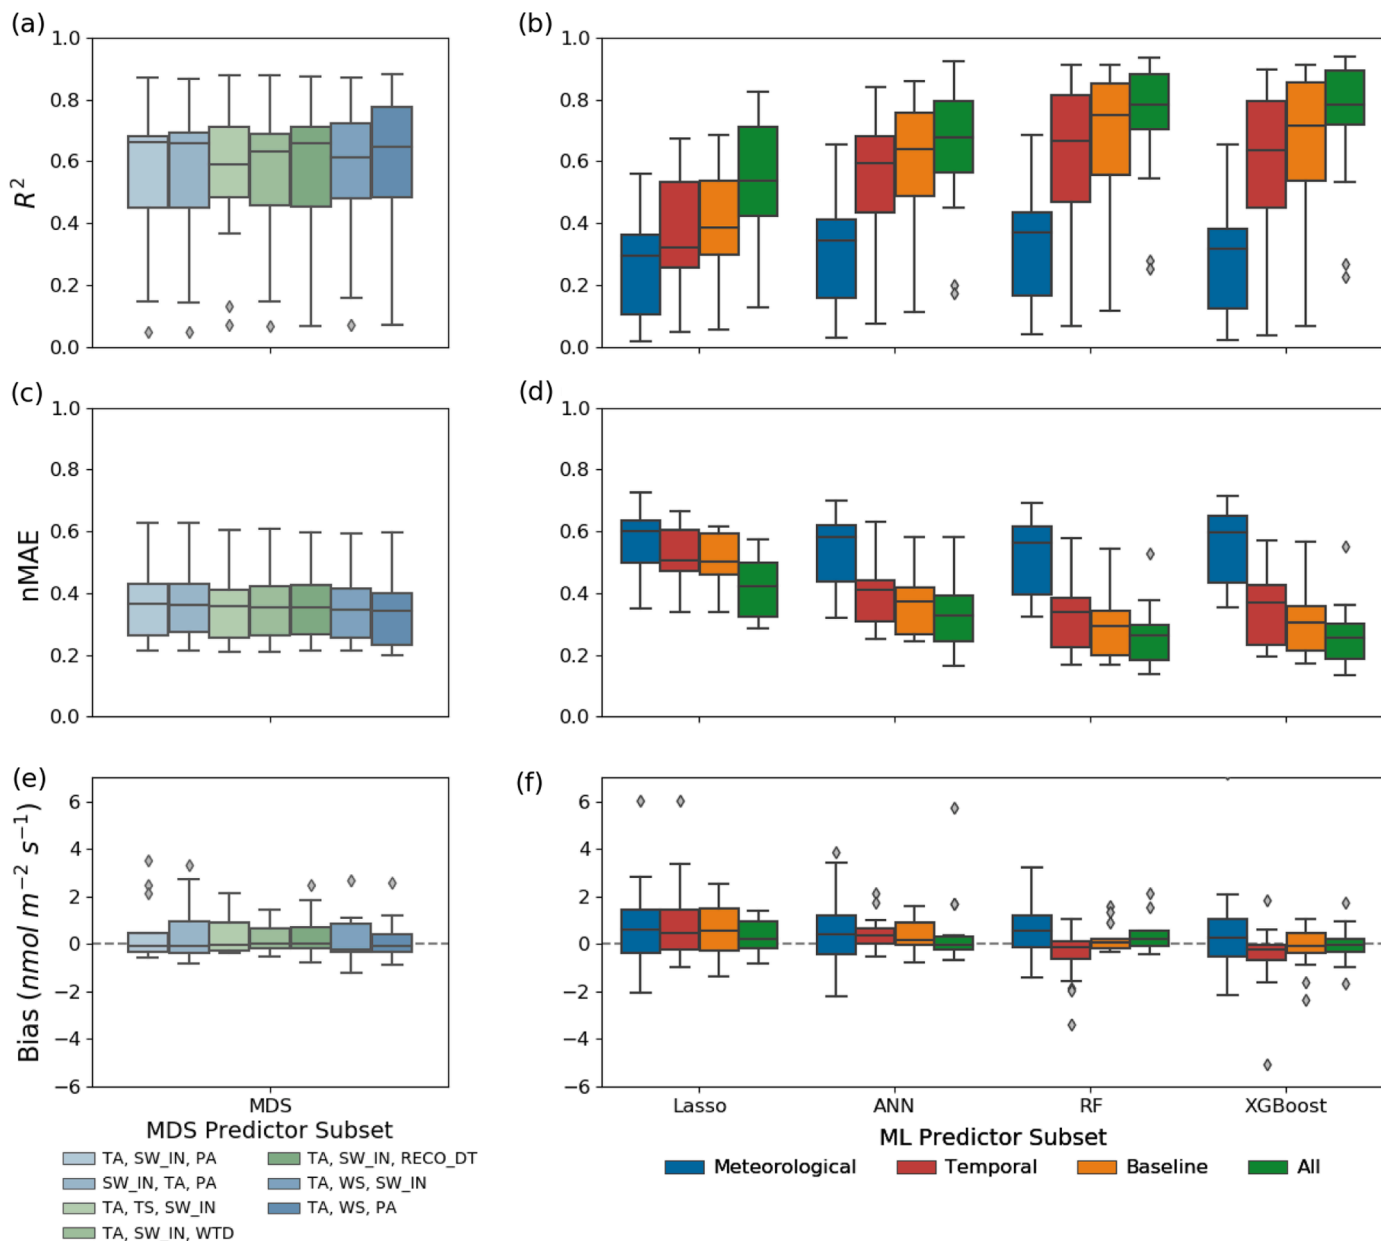 (a)
1.0
0.8
0.6
0.4
0.2
0.0
R²
(b)
1.0
0.8
0.6
0.4
0.2
0.0
(c)
1.0
0.8
0.6
0.4
0.2
0.0
nMAE
(d)
1.0
0.8
0.6
0.4
0.2
0.0
(e)
6
4
2
0
−2
−4
−6
Bias (nmol m⁻² s⁻¹)
MDS
MDS Predictor Subset
TA, SW_IN, PA
SW_IN, TA, PA
TA, TS, SW_IN
TA, SW_IN, WTD
TA, SW_IN, RECO_DT
TA, WS, SW_IN
TA, WS, PA
(f)
6
4
2
0
−2
−4
−6
Lasso ANN RF XGBoost
ML Predictor Subset
Meteorological Temporal Baseline All